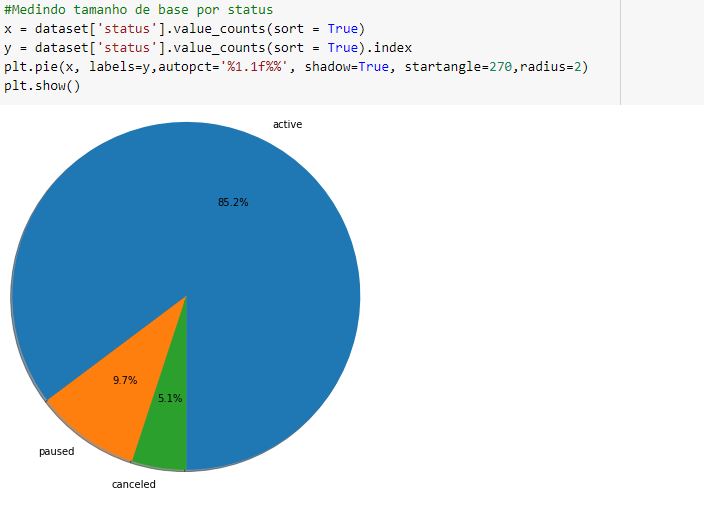 #Medindo tamanho de base por status
x = dataset['status'].value_counts(sort = True)
y = dataset['status'].value_counts(sort = True).index
plt.pie(x, labels=y,autopct='%1.1f%%', shadow=True, startangle=270,radius=2)
plt.show()
active
85.2%
9.7%
5.1%
paused
canceled